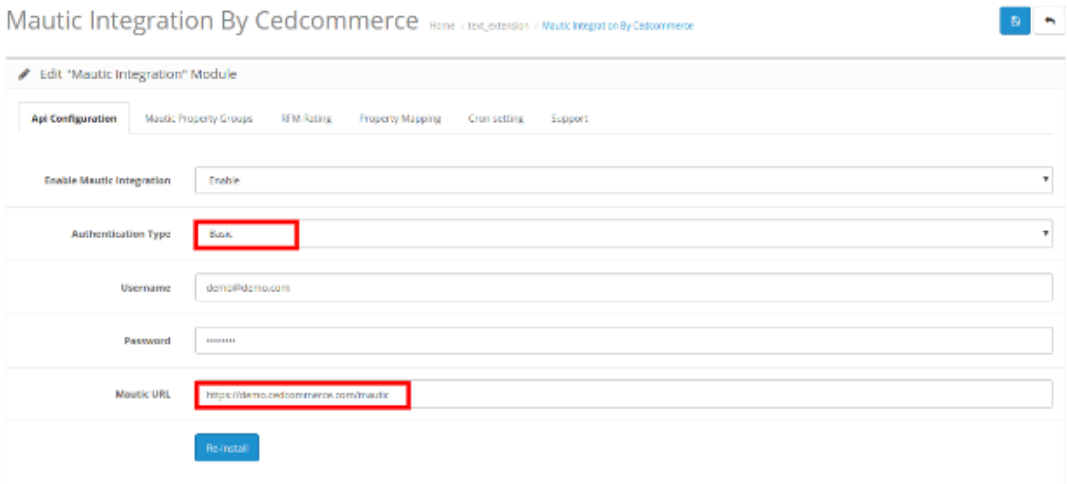 Mautic Integration By Cedcommerce Home / text_extension / Mautic Integration By Cedcommerce
Edit "Mautic Integration" Module
Api Configuration Mautic Property Groups RFM Rating Property Mapping Cron setting Support
Enable Mautic Integration Enable
Authentication Type Basic
Username demo@demo.com
Password ••••••••
Mautic URL https://demo.cedcommerce.com/mautic
Re-Install